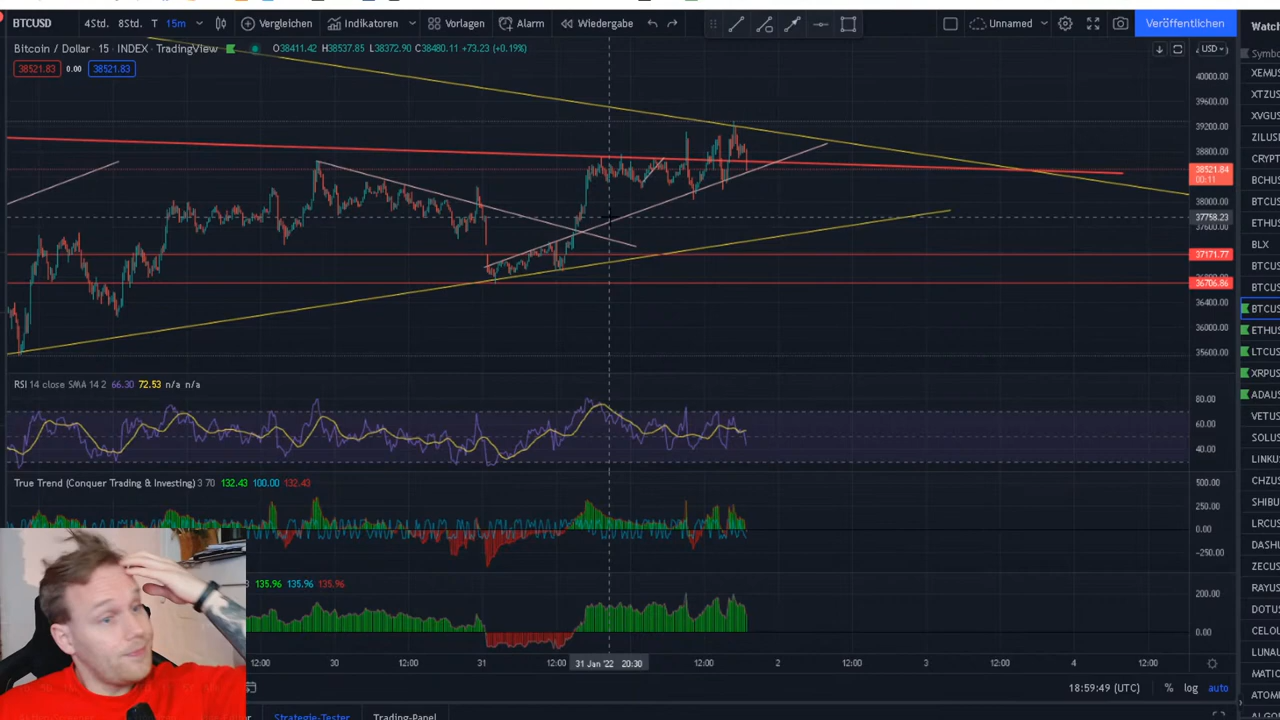 BTCUSD 4Std. 8Std. T 15m Vergleichen Indikatoren Vorlagen Alarm Wiedergabe Unnamed Veröffentlichen Watch
Bitcoin / Dollar · 15 · INDEX · TradingView O38411.42 H38537.85 L38372.90 C38480.11 +73.23 (+0.19%) USD Symbo
38521.83 0.00 38521.83
40000.00
39600.00
39200.00
38800.00
38521.84
00:11
38000.00
37758.23
37600.00
37171.77
36706.86
36400.00
36000.00
35600.00
RSI 14 close SMA 14 2 66.30 72.53 n/a n/a
80.00
60.00
40.00
True Trend (Conquer Trading & Investing) 3 70 132.43 100.00 132.43
500.00
250.00
0.00
−250.00
135.96 135.96 135.96
200.00
0.00
12:00 30 12:00 31 12:00 31 Jan '22 20:30 12:00 2 12:00 3 12:00 4 12:00
18:59:49 (UTC) % log auto
Strategie-Tester Trading-Panel
XEMUS
XTZUS
XVGUS
ZILUS
CRYPT
BCHUS
BTCUS
BTCUS
BLX
BTCUS
BTCUS
BTCUS
ETHUS
LTCUS
XRPUS
ADAUS
VETUS
SOLUS
LINKUS
CHZUS
SHIBU
LRCUS
DASHU
ZECUS
RAYUS
DOTUS
CELOU
LUNAU
MATIC
ATOMU